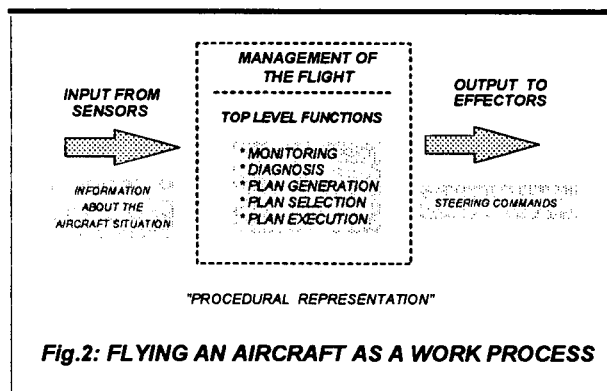 INPUT FROM
SENSORS
INFORMATION
ABOUT THE
AIRCRAFT SITUATION
MANAGEMENT OF
THE FLIGHT
TOP LEVEL FUNCTIONS
* MONITORING
* DIAGNOSIS
* PLAN GENERATION
* PLAN SELECTION
* PLAN EXECUTION
OUTPUT TO
EFFECTORS
STEERING COMMANDS
"PROCEDURAL REPRESENTATION"
Fig.2: FLYING AN AIRCRAFT AS A WORK PROCESS